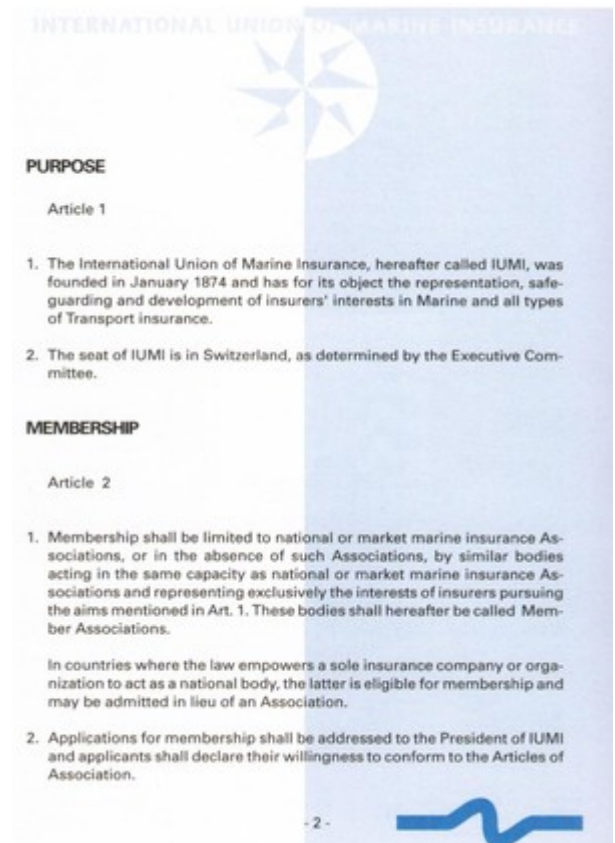 INTERNATIONAL UNION OF MARINE INSURANCE
PURPOSE
Article 1
1. The International Union of Marine Insurance, hereafter called IUMI, was
founded in January 1874 and has for its object the representation, safe-
guarding and development of insurers' interests in Marine and all types
of Transport insurance.
2. The seat of IUMI is in Switzerland, as determined by the Executive Com-
mittee.
MEMBERSHIP
Article 2
1. Membership shall be limited to national or market marine insurance As-
sociations, or in the absence of such Associations, by similar bodies
acting in the same capacity as national or market marine insurance As-
sociations and representing exclusively the interests of insurers pursuing
the aims mentioned in Art. 1. These bodies shall hereafter be called Mem-
ber Associations.
In countries where the law empowers a sole insurance company or orga-
nization to act as a national body, the latter is eligible for membership and
may be admitted in lieu of an Association.
2. Applications for membership shall be addressed to the President of IUMI
and applicants shall declare their willingness to conform to the Articles of
Association.
- 2 -